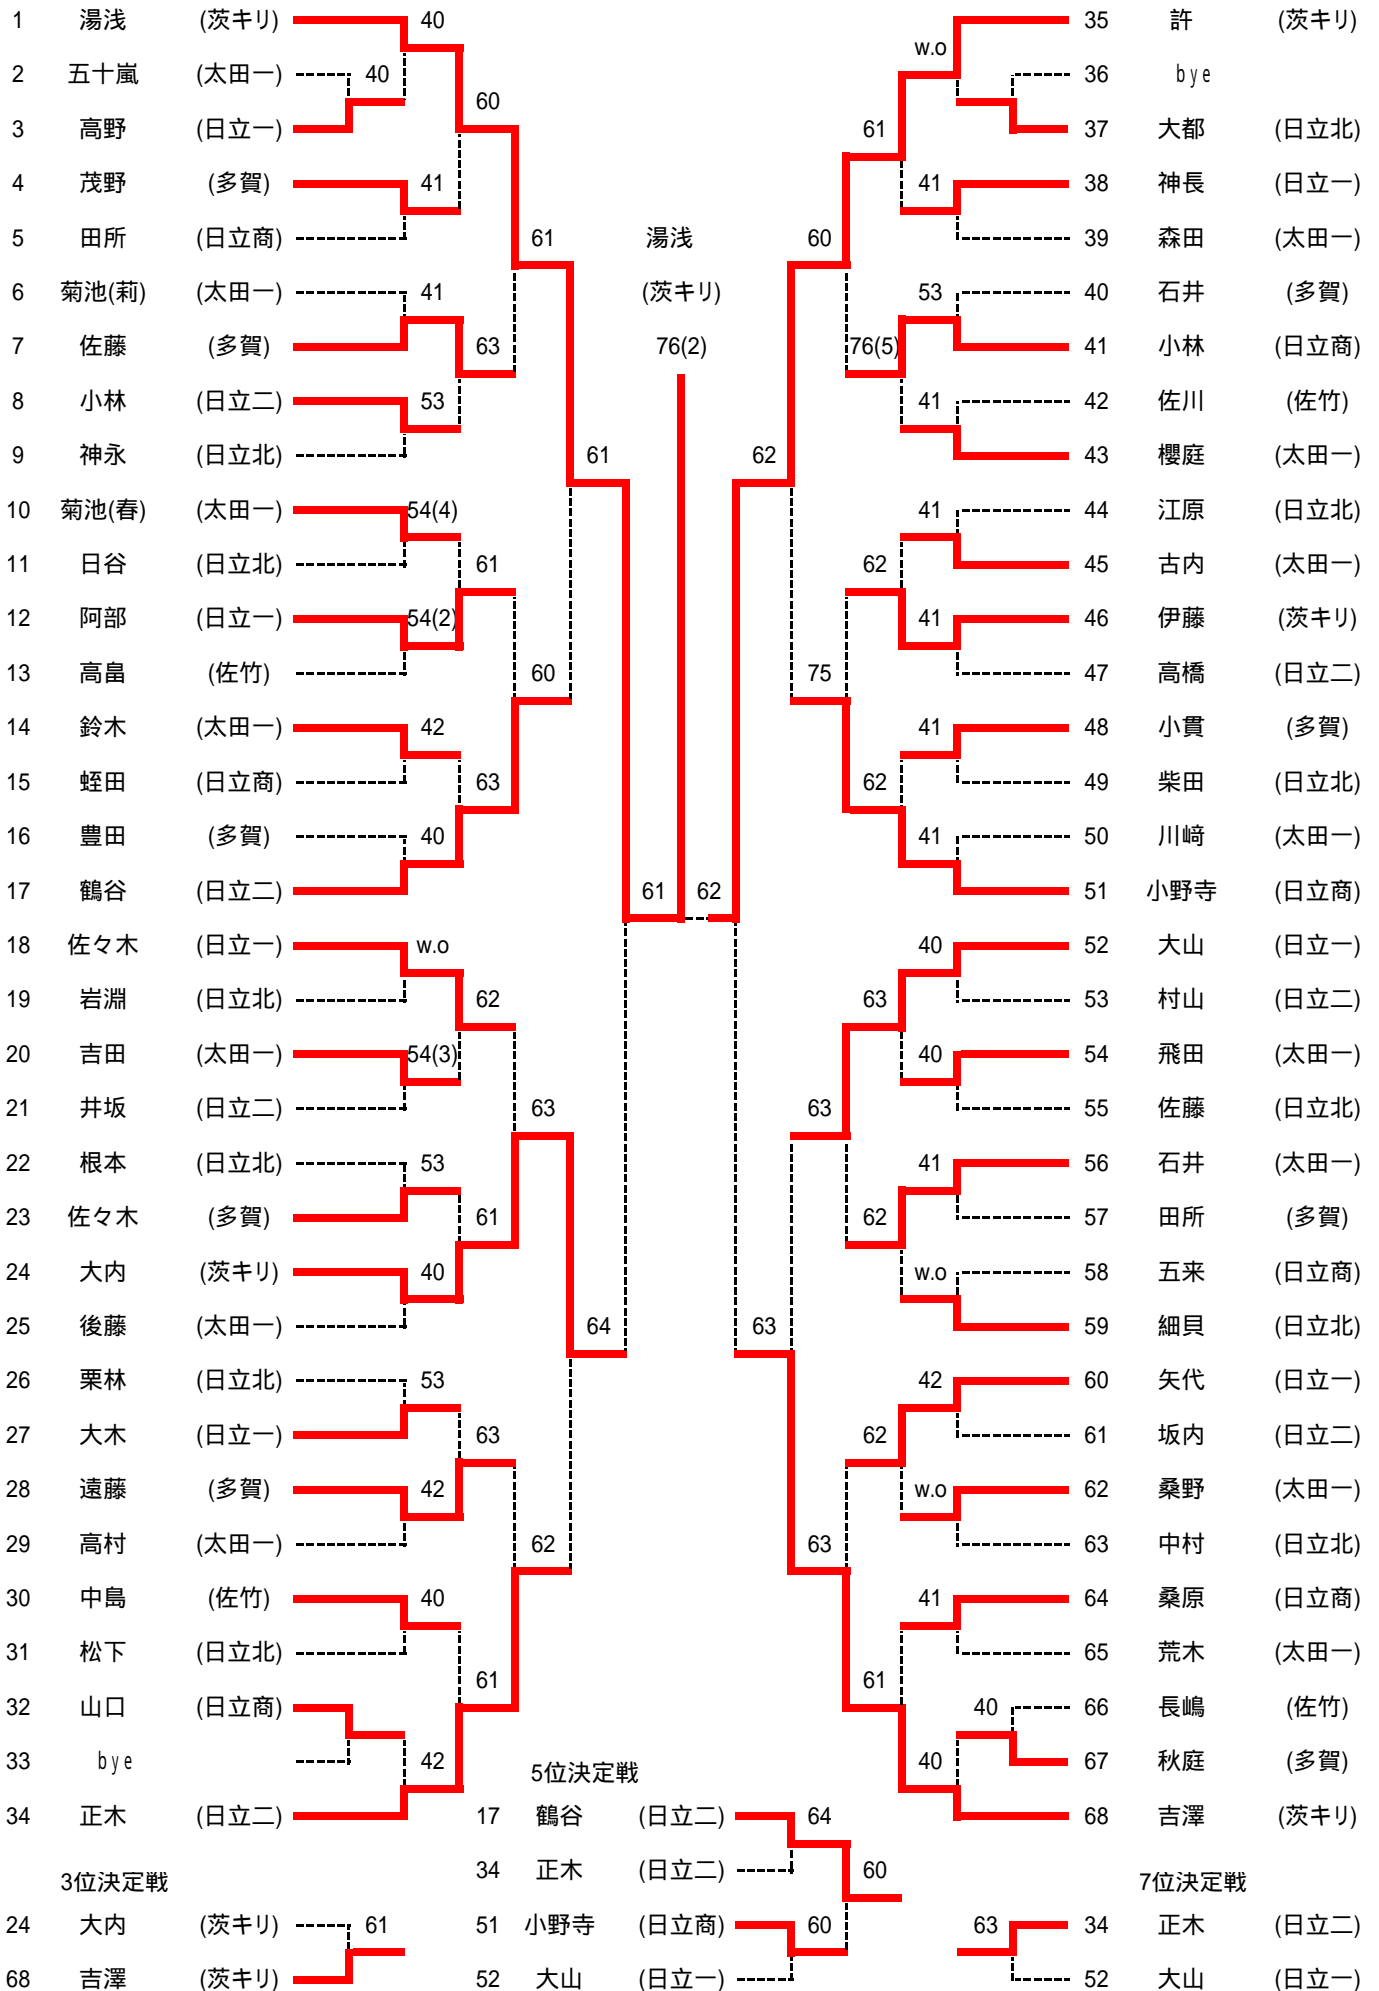 1 湯浅 (茨キリ) 40 35 許 (茨キリ)
w.o
2 五十嵐 (太田一) 40 36 bye
60
3 高野 (日立一) 61 37 大都 (日立北)
4 茂野 (多賀) 41 41 38 神長 (日立一)
5 田所 (日立商) 61 湯浅 60 39 森田 (太田一)
6 菊池(莉) (太田一) 41 (茨キリ) 53 40 石井 (多賀)
7 佐藤 (多賀) 63 76(2) 76(5) 41 小林 (日立商)
8 小林 (日立二) 53 41 42 佐川 (佐竹)
9 神永 (日立北) 61 62 43 櫻庭 (太田一)
10 菊池(春) (太田一) 54(4) 41 44 江原 (日立北)
11 日谷 (日立北) 61 62 45 古内 (太田一)
12 阿部 (日立一) 54(2) 41 46 伊藤 (茨キリ)
13 高畠 (佐竹) 60 75 47 高橋 (日立二)
14 鈴木 (太田一) 42 41 48 小貫 (多賀)
15 蛭田 (日立商) 63 62 49 柴田 (日立北)
16 豊田 (多賀) 40 41 50 川﨑 (太田一)
17 鶴谷 (日立二) 61 62 51 小野寺 (日立商)
18 佐々木 (日立一) w.o 40 52 大山 (日立一)
19 岩淵 (日立北) 62 63 53 村山 (日立二)
20 吉田 (太田一) 54(3) 40 54 飛田 (太田一)
21 井坂 (日立二) 63 63 55 佐藤 (日立北)
22 根本 (日立北) 53 41 56 石井 (太田一)
23 佐々木 (多賀) 61 62 57 田所 (多賀)
24 大内 (茨キリ) 40 w.o 58 五来 (日立商)
25 後藤 (太田一) 64 63 59 細貝 (日立北)
26 栗林 (日立北) 53 42 60 矢代 (日立一)
27 大木 (日立一) 63 62 61 坂内 (日立二)
28 遠藤 (多賀) 42 w.o 62 桑野 (太田一)
29 高村 (太田一) 62 63 63 中村 (日立北)
30 中島 (佐竹) 40 41 64 桑原 (日立商)
31 松下 (日立北) 65 荒木 (太田一)
61 61
32 山口 (日立商) 40 66 長嶋 (佐竹)
33 bye 42 40 67 秋庭 (多賀)
5位決定戦
34 正木 (日立二) 17 鶴谷 (日立二) 64 68 吉澤 (茨キリ)
34 正木 (日立二) 60
3位決定戦 7位決定戦
24 大内 (茨キリ) 61 51 小野寺 (日立商) 60 63 34 正木 (日立二)
68 吉澤 (茨キリ) 52 大山 (日立一) 52 大山 (日立一)